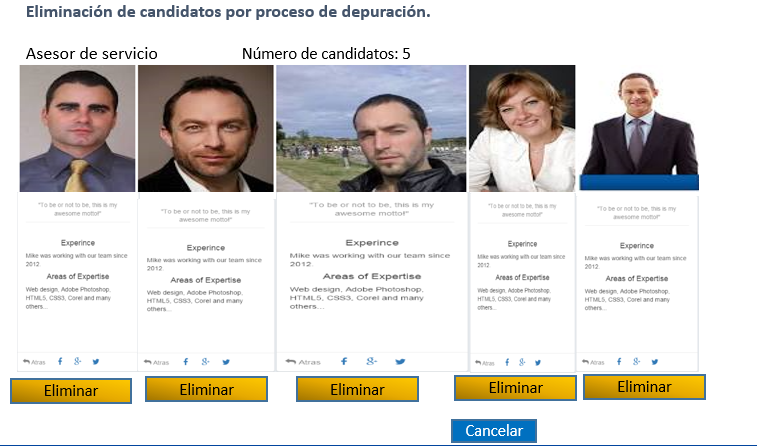 Eliminación de candidatos por proceso de depuración.
Asesor de servicio
Número de candidatos: 5
"To be or not to be, this is my
awesome motto!"
Experince
Mike was working with our team since
2012.
Areas of Expertise
Web design, Adobe Photoshop,
HTML5, CSS3, Corel and many
others...
Atras
Eliminar
"To be or not to be, this is my
awesome motto!"
Experince
Mike was working with our team since
2012.
Areas of Expertise
Web design, Adobe Photoshop,
HTML5, CSS3, Corel and many
others...
Atras
Eliminar
"To be or not to be, this is my
awesome motto!"
Experince
Mike was working with our team since
2012.
Areas of Expertise
Web design, Adobe Photoshop,
HTML5, CSS3, Corel and many
others...
Atras
Eliminar
"To be or not to be, this is my
awesome motto!"
Experince
Mike was working with our team since
2012.
Areas of Expertise
Web design, Adobe Photoshop,
HTML5, CSS3, Corel and many
others...
Atras
Eliminar
"To be or not to be, this is my
awesome motto!"
Experince
Mike was working with our team since
2012.
Areas of Expertise
Web design, Adobe Photoshop,
HTML5, CSS3, Corel and many
others...
Atras
Eliminar
Cancelar